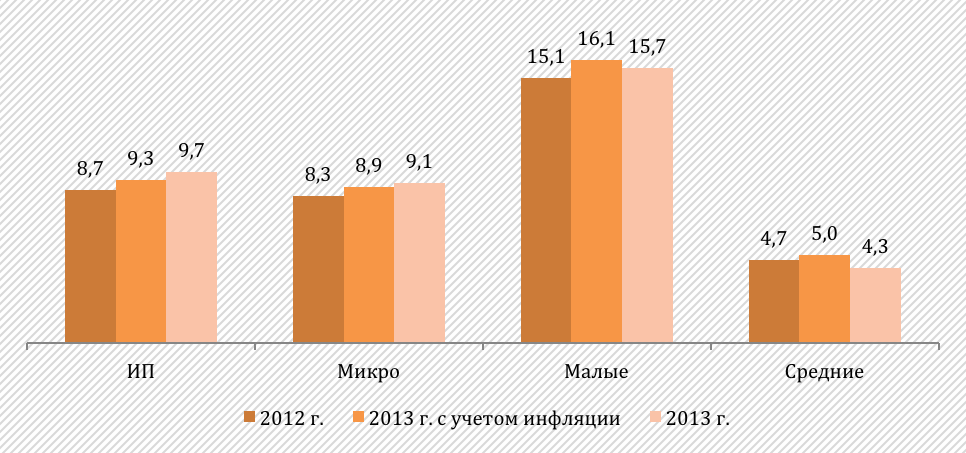 16,1
15,1
15,7
8,7
9,3
9,7
8,3
8,9
9,1
4,7
5,0
4,3
ИП
Микро
Малые
Средние
2012 г.
2013 г. с учетом инфляции
2013 г.